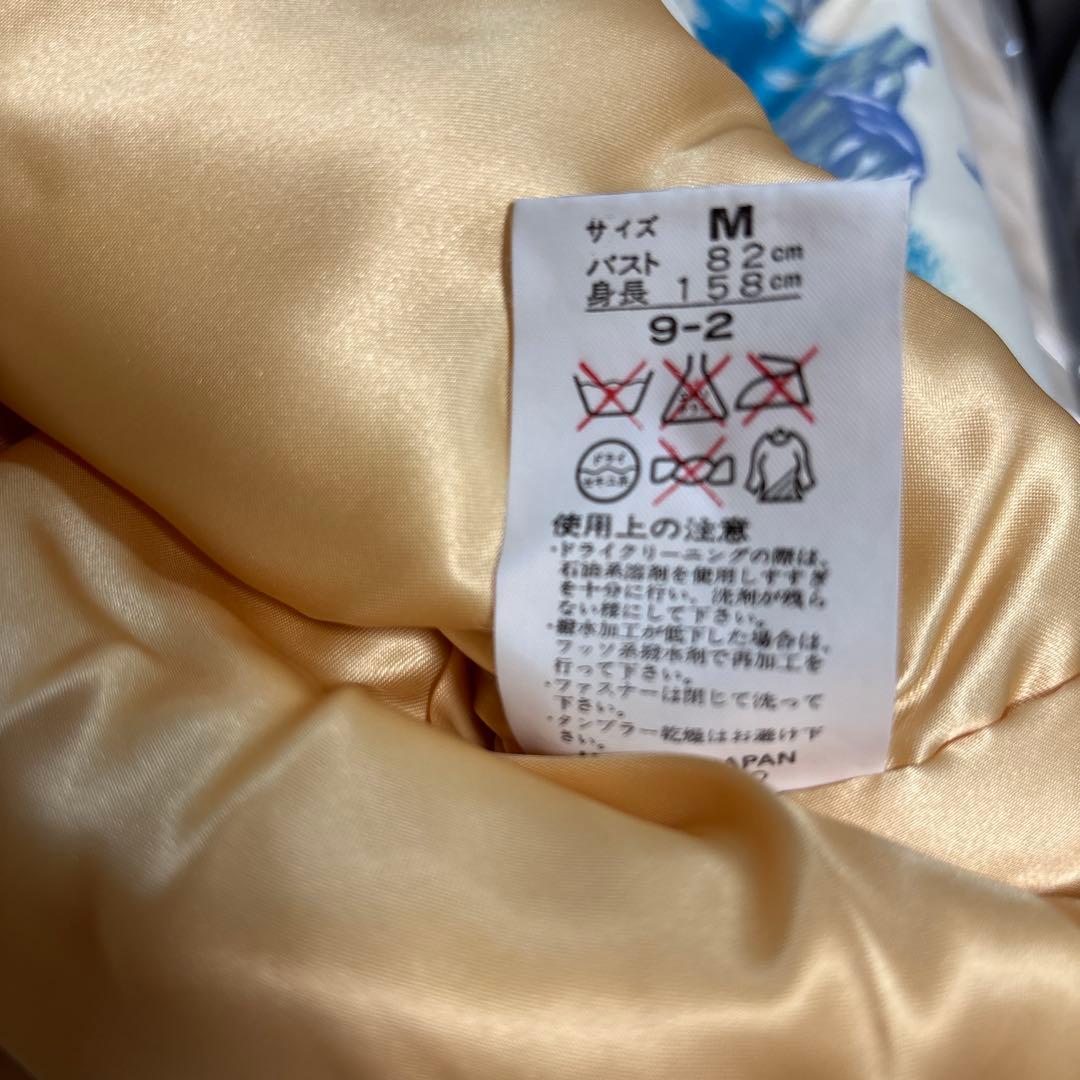 サイズ M
バスト 82cm
身長 158cm
9-2
ドライ
セキユ系
使用上の注意
・ドライクリーニングの際は、
石油系溶剤を使用しすすぎ
を十分に行い、洗剤が残ら
ない様にして下さい。
・撥水加工が低下した場合は、
フッソ系撥水剤で再加工を
行って下さい。
・ファスナーは閉じて洗って
下さい。
・タンブラー乾燥はお避け下
さい。
JAPAN